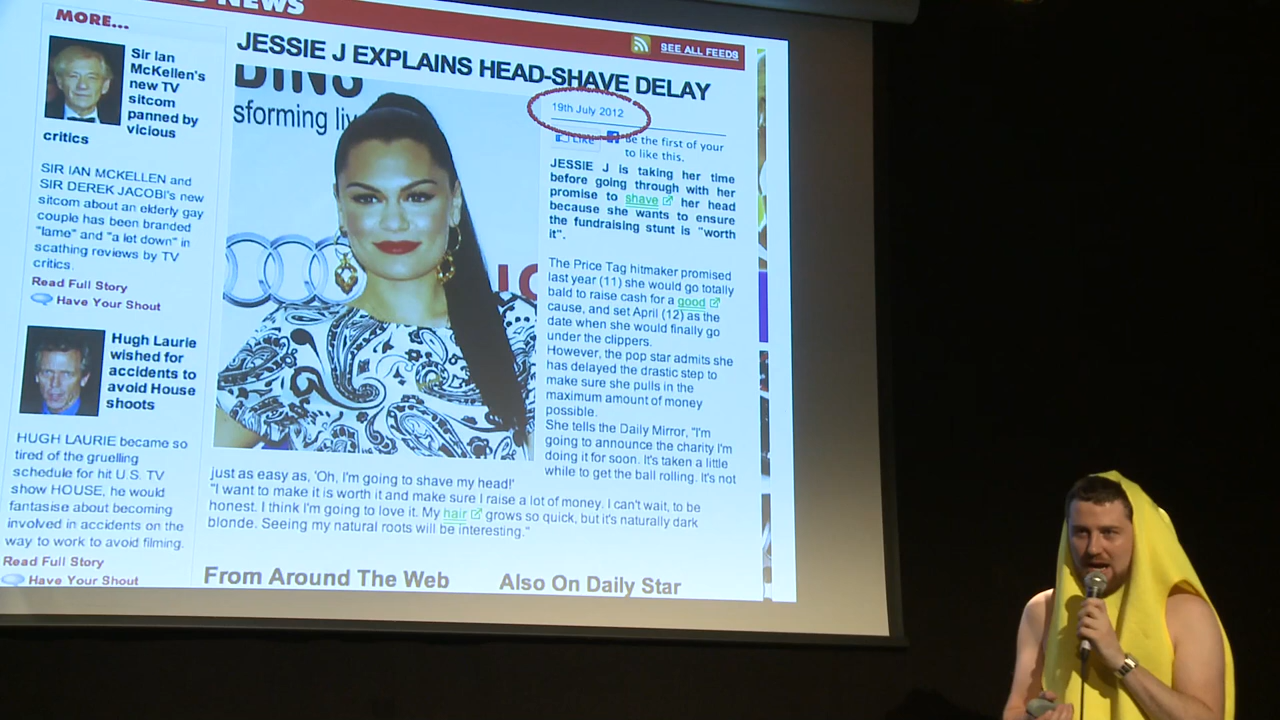 NEWS
MORE...
SEE ALL FEEDS
JESSIE J EXPLAINS HEAD-SHAVE DELAY
Sir Ian
McKellen's
new TV
sitcom
panned by
vicious
critics
SIR IAN MCKELLEN and
SIR DEREK JACOBI's new
sitcom about an elderly gay
couple has been branded
"lame" and "a let down" in
scathing reviews by TV
critics.
Read Full Story
Have Your Shout
Hugh Laurie
wished for
accidents to
avoid House
shoots
HUGH LAURIE became so
tired of the gruelling
schedule for hit U.S. TV
show HOUSE, he would
fantasise about becoming
involved in accidents on the
way to work to avoid filming.
Read Full Story
Have Your Shout
sforming liv
19th July 2012
Like
Be the first of your
to like this.
JESSIE J is taking her time
before going through with her
promise to shave her head
because she wants to ensure
the fundraising stunt is "worth
it".
The Price Tag hitmaker promised
last year (11) she would go totally
bald to raise cash for a good
cause, and set April (12) as the
date when she would finally go
under the clippers.
However, the pop star admits she
has delayed the drastic step to
make sure she pulls in the
maximum amount of money
possible.
She tells the Daily Mirror, "I'm
going to announce the charity I'm
doing it for soon. It's taken a little
while to get the ball rolling. It's not
just as easy as, 'Oh, I'm going to shave my head!'
"I want to make it is worth it and make sure I raise a lot of money. I can't wait, to be
honest. I think I'm going to love it. My hair grows so quick, but it's naturally dark
blonde. Seeing my natural roots will be interesting."
From Around The Web
Also On Daily Star